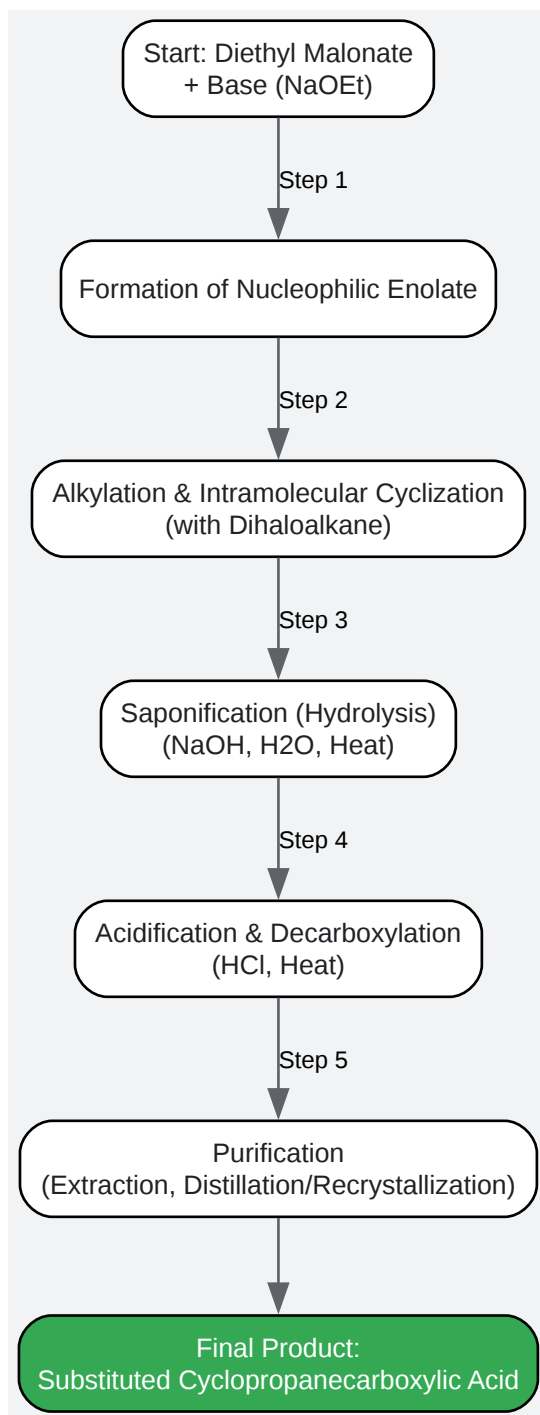 Start: Diethyl Malonate
+ Base (NaOEt)
Step 1
Formation of Nucleophilic Enolate
Step 2
Alkylation & Intramolecular Cyclization
(with Dihaloalkane)
Step 3
Saponification (Hydrolysis)
(NaOH, H2O, Heat)
Step 4
Acidification & Decarboxylation
(HCl, Heat)
Step 5
Purification
(Extraction, Distillation/Recrystallization)
Final Product:
Substituted Cyclopropanecarboxylic Acid